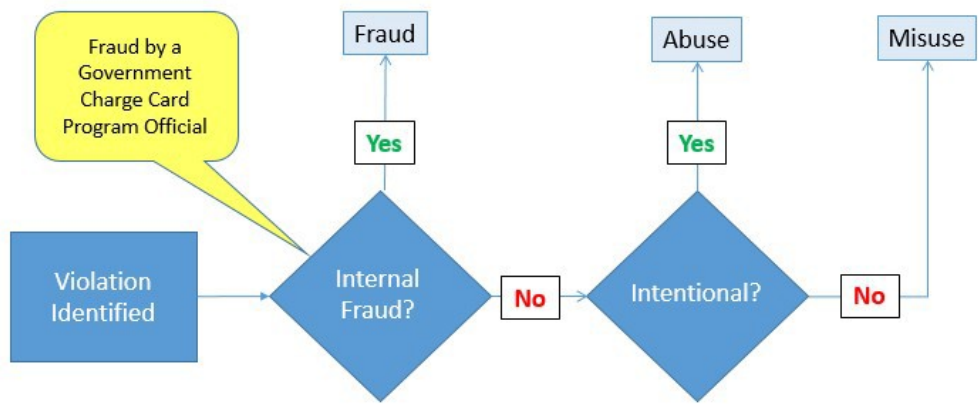 Fraud by a
Government
Charge Card
Program Official
Fraud
Abuse
Misuse
Yes
Yes
Violation
Identified
Internal
Fraud?
No
Intentional?
No